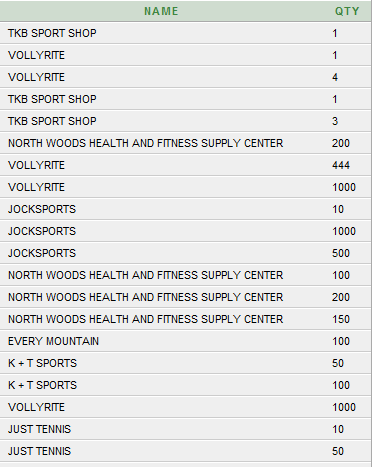 NAME QTY
TKB SPORT SHOP 1
VOLLYRITE 1
VOLLYRITE 4
TKB SPORT SHOP 1
TKB SPORT SHOP 3
NORTH WOODS HEALTH AND FITNESS SUPPLY CENTER 200
VOLLYRITE 444
VOLLYRITE 1000
JOCKSPORTS 10
JOCKSPORTS 1000
JOCKSPORTS 500
NORTH WOODS HEALTH AND FITNESS SUPPLY CENTER 100
NORTH WOODS HEALTH AND FITNESS SUPPLY CENTER 200
NORTH WOODS HEALTH AND FITNESS SUPPLY CENTER 150
EVERY MOUNTAIN 100
K + T SPORTS 50
K + T SPORTS 100
VOLLYRITE 1000
JUST TENNIS 10
JUST TENNIS 50